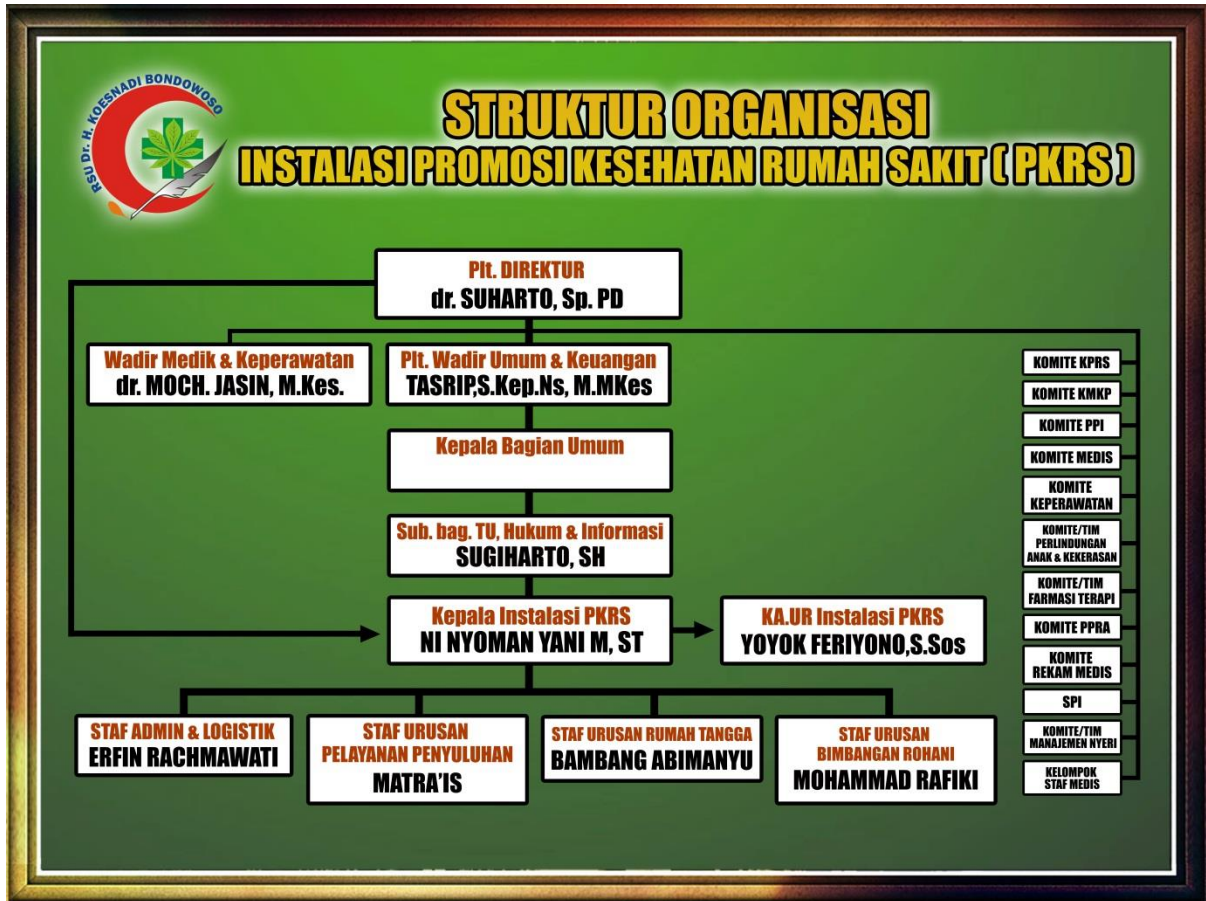 RSU Dr. H. KOESNADI BONDOWOSO
STRUKTUR ORGANISASI
INSTALASI PROMOSI KESEHATAN RUMAH SAKIT ( PKRS )
Plt. DIREKTUR
dr. SUHARTO, Sp. PD
Wadir Medik & Keperawatan
dr. MOCH. JASIN, M.Kes.
Plt. Wadir Umum & Keuangan
TASRIP,S.Kep.Ns, M.MKes
Kepala Bagian Umum
Sub. bag. TU, Hukum & Informasi
SUGIHARTO, SH
Kepala Instalasi PKRS
NI NYOMAN YANI M, ST
KA.UR Instalasi PKRS
YOYOK FERIYONO,S.Sos
STAF ADMIN & LOGISTIK
ERFIN RACHMAWATI
STAF URUSAN
PELAYANAN PENYULUHAN
MATRA'IS
STAF URUSAN RUMAH TANGGA
BAMBANG ABIMANYU
STAF URUSAN
BIMBANGAN ROHANI
MOHAMMAD RAFIKI
KOMITE KPRS
KOMITE KMKP
KOMITE PPI
KOMITE MEDIS
KOMITE
KEPERAWATAN
KOMITE/TIM
PERLINDUNGAN
ANAK & KEKERASAN
KOMITE/TIM
FARMASI TERAPI
KOMITE PPRA
KOMITE
REKAM MEDIS
SPI
KOMITE/TIM
MANAJEMEN NYERI
KELOMPOK
STAF MEDIS